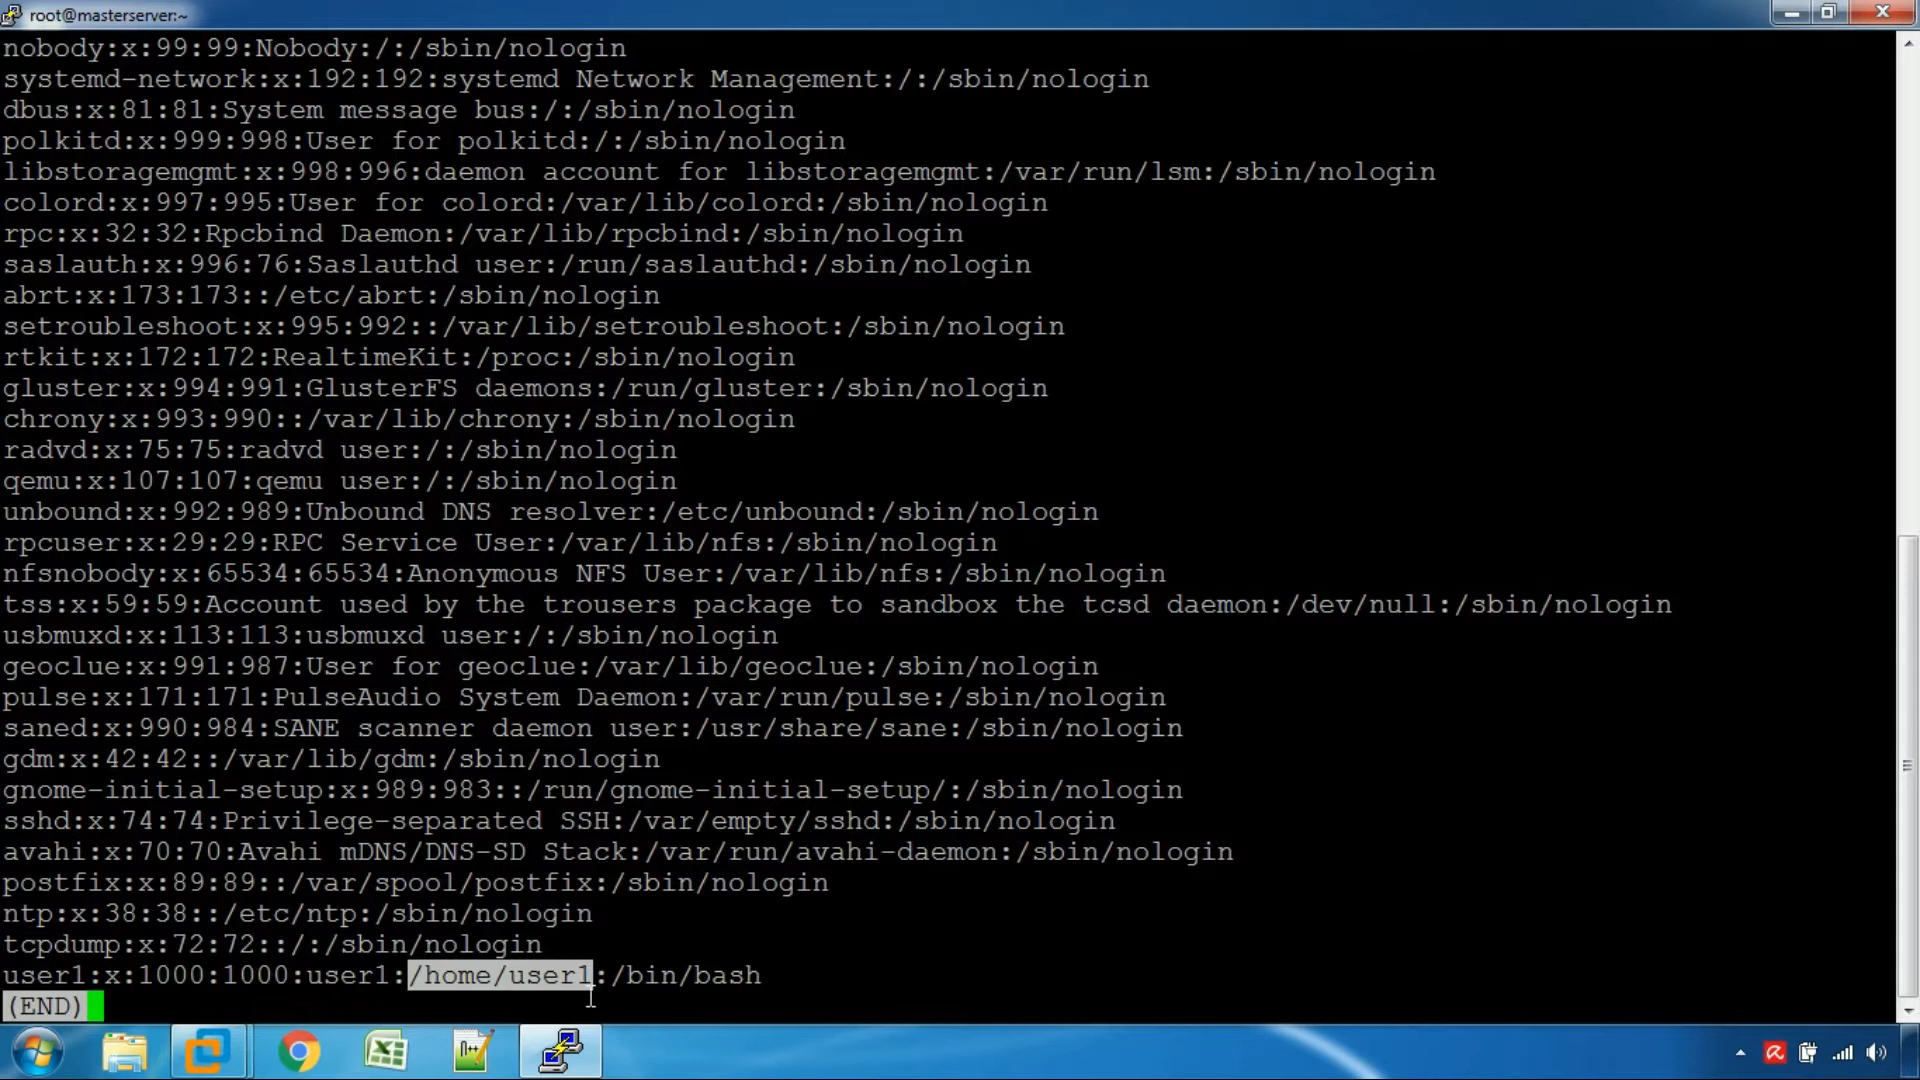 root@masterserver:~
nobody:x:99:99:Nobody:/:/sbin/nologin
systemd-network:x:192:192:systemd Network Management:/:/sbin/nologin
dbus:x:81:81:System message bus:/:/sbin/nologin
polkitd:x:999:998:User for polkitd:/:/sbin/nologin
libstoragemgmt:x:998:996:daemon account for libstoragemgmt:/var/run/lsm:/sbin/nologin
colord:x:997:995:User for colord:/var/lib/colord:/sbin/nologin
rpc:x:32:32:Rpcbind Daemon:/var/lib/rpcbind:/sbin/nologin
saslauth:x:996:76:Saslauthd user:/run/saslauthd:/sbin/nologin
abrt:x:173:173::/etc/abrt:/sbin/nologin
setroubleshoot:x:995:992::/var/lib/setroubleshoot:/sbin/nologin
rtkit:x:172:172:RealtimeKit:/proc:/sbin/nologin
gluster:x:994:991:GlusterFS daemons:/run/gluster:/sbin/nologin
chrony:x:993:990::/var/lib/chrony:/sbin/nologin
radvd:x:75:75:radvd user:/:/sbin/nologin
qemu:x:107:107:qemu user:/:/sbin/nologin
unbound:x:992:989:Unbound DNS resolver:/etc/unbound:/sbin/nologin
rpcuser:x:29:29:RPC Service User:/var/lib/nfs:/sbin/nologin
nfsnobody:x:65534:65534:Anonymous NFS User:/var/lib/nfs:/sbin/nologin
tss:x:59:59:Account used by the trousers package to sandbox the tcsd daemon:/dev/null:/sbin/nologin
usbmuxd:x:113:113:usbmuxd user:/:/sbin/nologin
geoclue:x:991:987:User for geoclue:/var/lib/geoclue:/sbin/nologin
pulse:x:171:171:PulseAudio System Daemon:/var/run/pulse:/sbin/nologin
saned:x:990:984:SANE scanner daemon user:/usr/share/sane:/sbin/nologin
gdm:x:42:42::/var/lib/gdm:/sbin/nologin
gnome-initial-setup:x:989:983::/run/gnome-initial-setup/:/sbin/nologin
sshd:x:74:74:Privilege-separated SSH:/var/empty/sshd:/sbin/nologin
avahi:x:70:70:Avahi mDNS/DNS-SD Stack:/var/run/avahi-daemon:/sbin/nologin
postfix:x:89:89::/var/spool/postfix:/sbin/nologin
ntp:x:38:38::/etc/ntp:/sbin/nologin
tcpdump:x:72:72::/:/sbin/nologin
user1:x:1000:1000:user1:/home/user1:/bin/bash
(END)